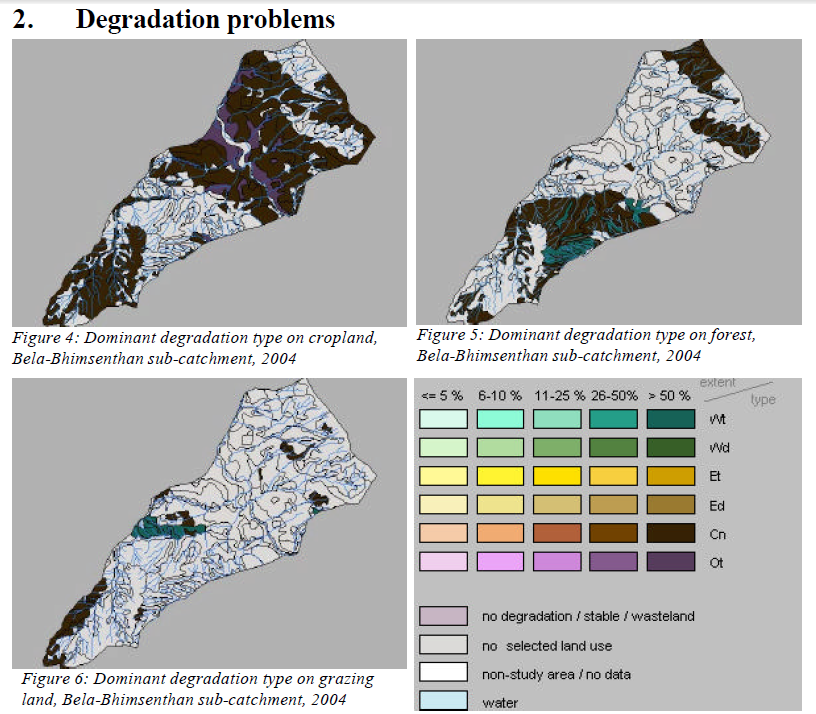 2. Degradation problems
Figure 4: Dominant degradation type on cropland,
Bela-Bhimsenthan sub-catchment, 2004
Figure 5: Dominant degradation type on forest,
Bela-Bhimsenthan sub-catchment, 2004
Figure 6: Dominant degradation type on grazing
land, Bela-Bhimsenthan sub-catchment, 2004
extent
<= 5 % 6-10 % 11-25 % 26-50% > 50 %
type
Wt
Wd
Et
Ed
Cn
Ot
no degradation / stable / wasteland
no selected land use
non-study area / no data
water